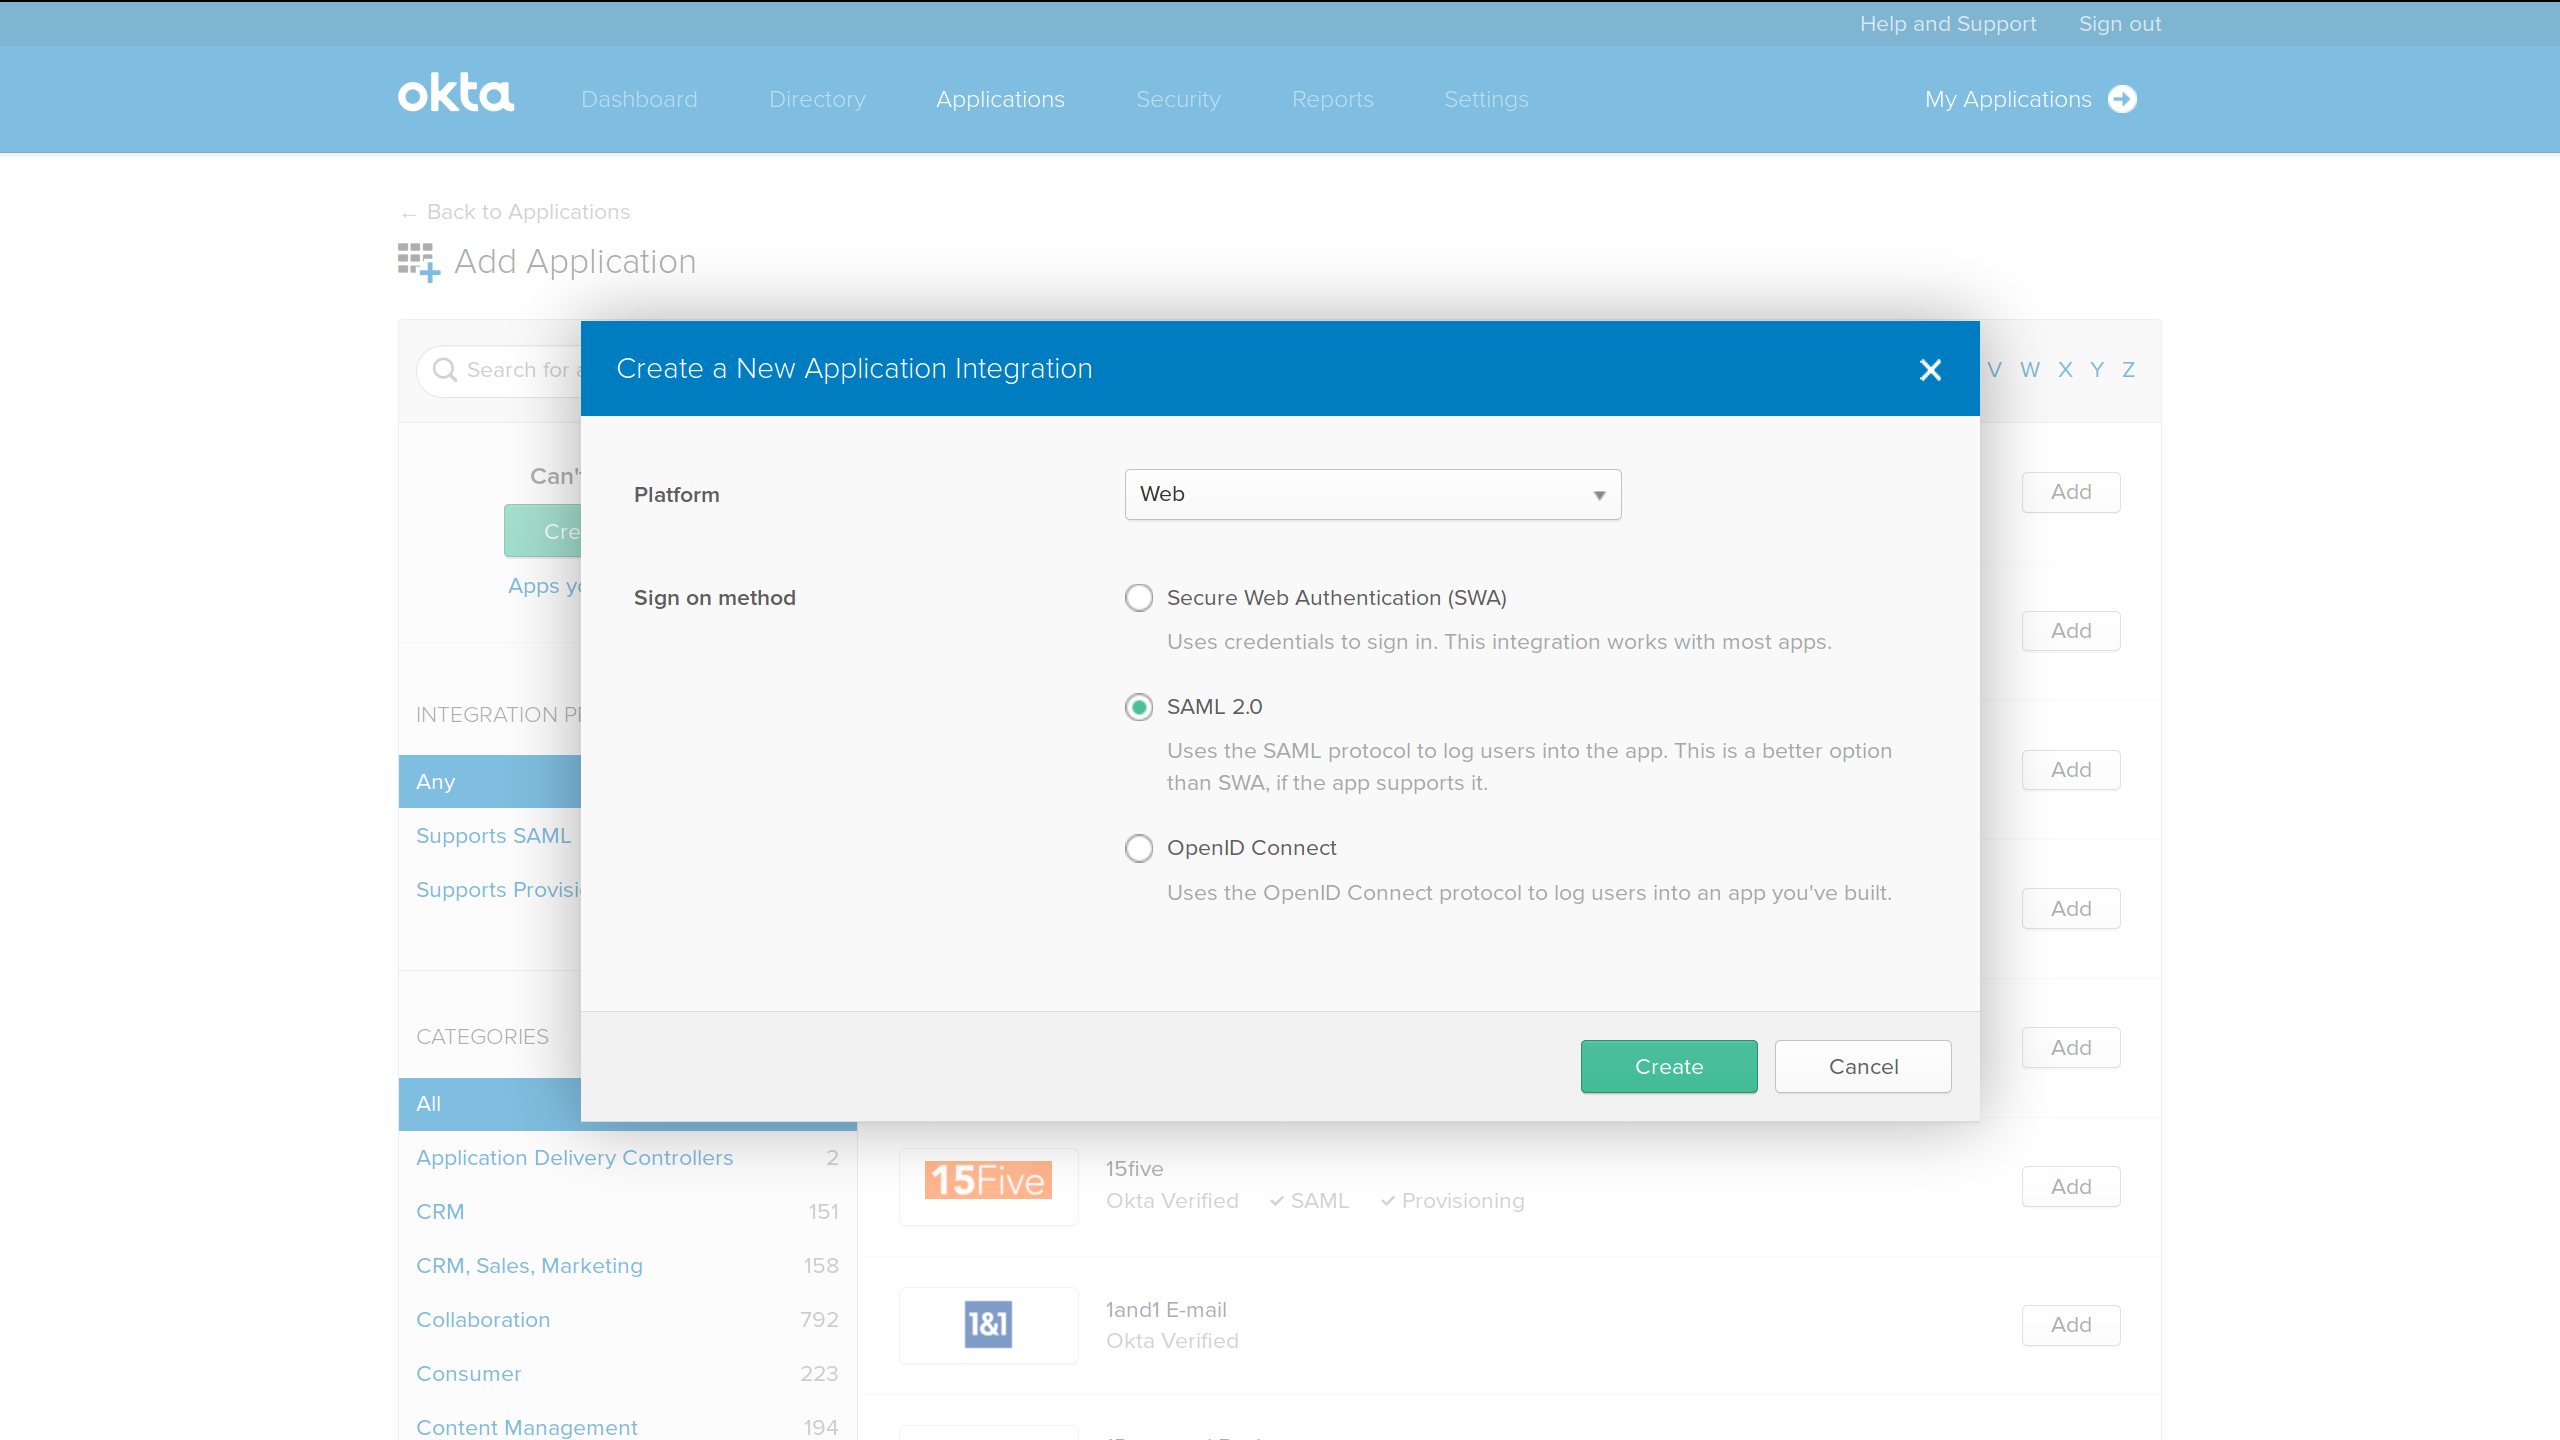 Help and Support Sign out
okta Dashboard Directory Applications Security Reports Settings My Applications
← Back to Applications
Add Application
Search for V W X Y Z
Create a New Application Integration
Platform Web
Sign on method
Secure Web Authentication (SWA)
Uses credentials to sign in. This integration works with most apps.
SAML 2.0
Uses the SAML protocol to log users into the app. This is a better option
than SWA, if the app supports it.
OpenID Connect
Uses the OpenID Connect protocol to log users into an app you've built.
Create Cancel
Can't
Cre
Apps yo
INTEGRATION PR
Any
Supports SAML
Supports Provisi
CATEGORIES
All
Application Delivery Controllers 2
CRM 151
CRM, Sales, Marketing 158
Collaboration 792
Consumer 223
Content Management 194
Add
Add
Add
Add
Add
15Five
15five
Okta Verified ✓ SAML ✓ Provisioning
Add
1&1
1and1 E-mail
Okta Verified
Add